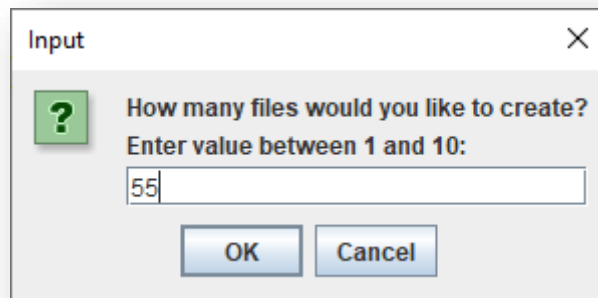 Input
?
How many files would you like to create?
Enter value between 1 and 10:
55
OK Cancel